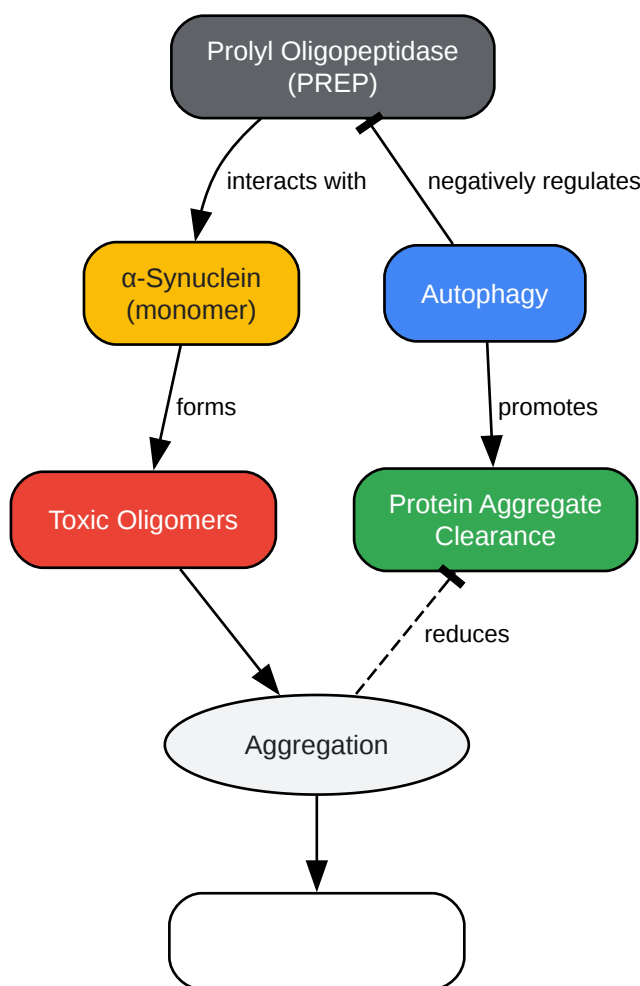 Prolyl Oligopeptidase
(PREP)
interacts with
negatively regulates
α-Synuclein
(monomer)
Autophagy
forms
promotes
Toxic Oligomers
Protein Aggregate
Clearance
reduces
Aggregation